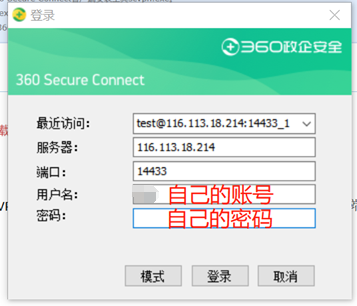 登录
360政企安全
360 Secure Connect
最近访问: test@116.113.18.214:14433_1
服务器: 116.113.18.214
端口: 14433
用户名: 自己的账号
密码: 自己的密码
模式 登录 取消